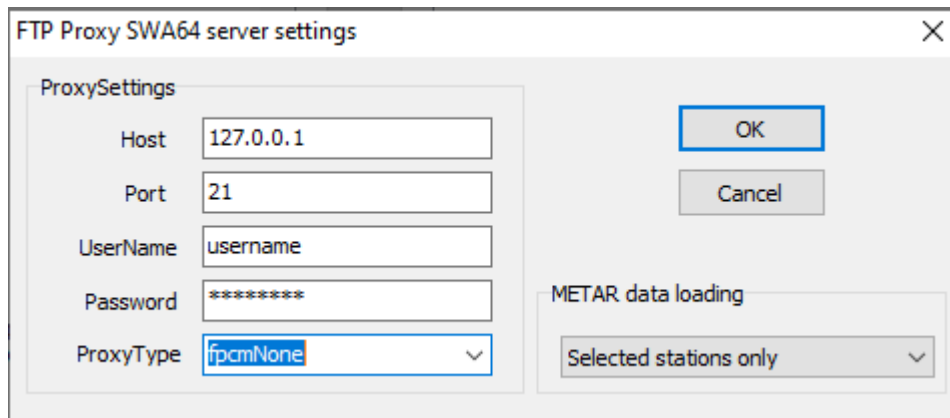 FTP Proxy SWA64 server settings
ProxySettings
Host 127.0.0.1
Port 21
UserName username
Password ********
ProxyType fpcmNone
OK
Cancel
METAR data loading
Selected stations only